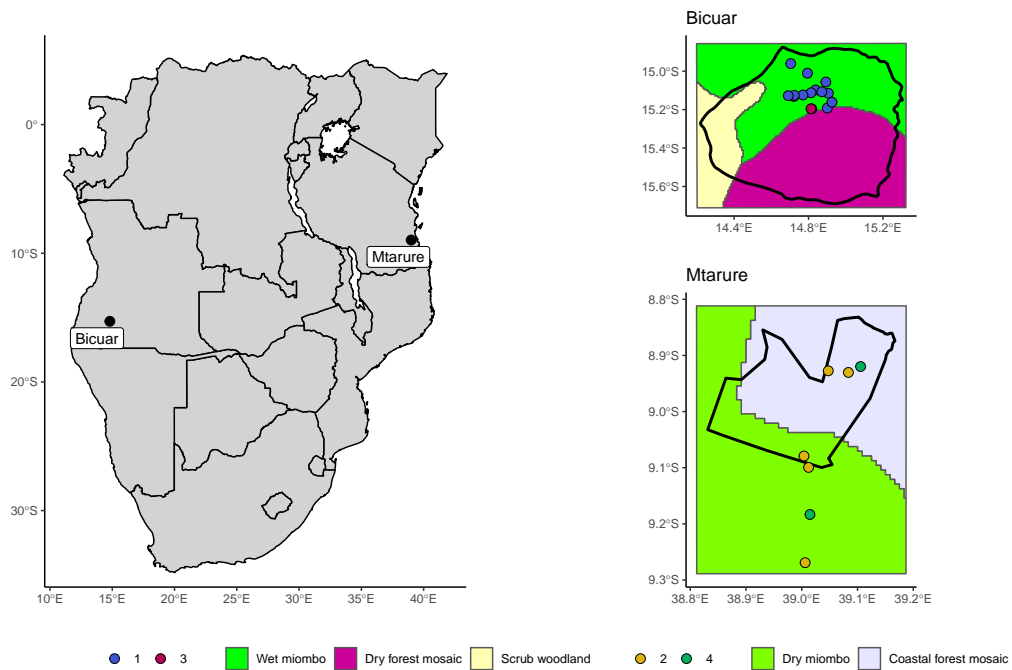 Bicuar
0°
10°S
20°S
30°S
10°E 15°E 20°E 25°E 30°E 35°E 40°E
Mtarure
Bicuar
15.0°S
15.2°S
15.4°S
15.6°S
14.4°E 14.8°E 15.2°E
Mtarure
8.8°S
8.9°S
9.0°S
9.1°S
9.2°S
9.3°S
38.8°E 38.9°E 39.0°E 39.1°E 39.2°E
1 3 Wet miombo Dry forest mosaic Scrub woodland 2 4 Dry miombo Coastal forest mosaic